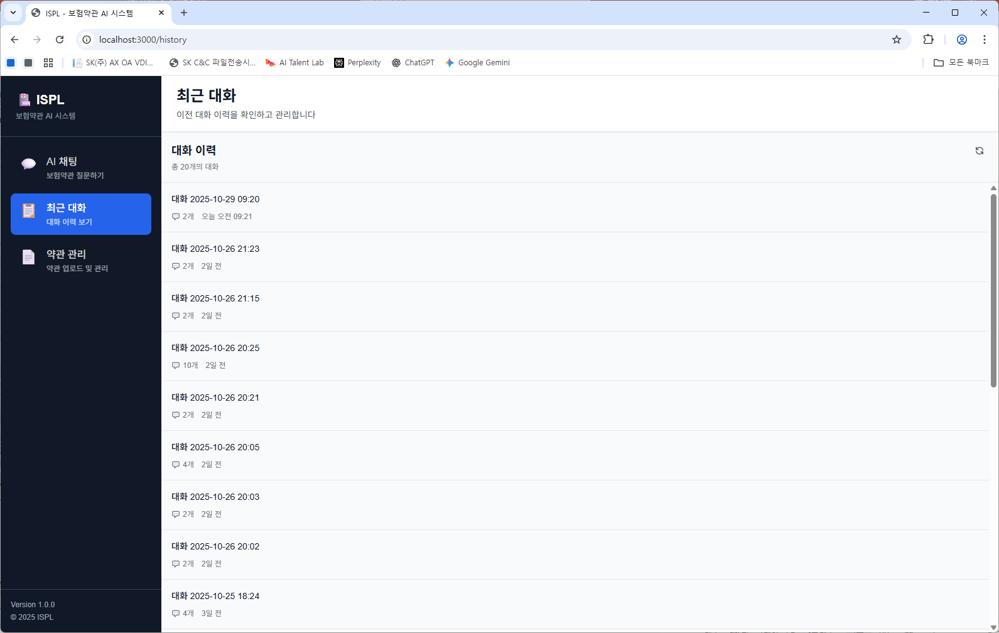 ISPL - 보험약관 AI 시스템
localhost:3000/history
SK(주) AX OA VDI...
SK C&C 파일전송시...
AI Talent Lab
Perplexity
ChatGPT
Google Gemini
모든 북마크
ISPL
보험약관 AI 시스템
AI 채팅
보험약관 질문하기
최근 대화
대화 이력 보기
약관 관리
약관 업로드 및 관리
Version 1.0.0
© 2025 ISPL
최근 대화
이전 대화 이력을 확인하고 관리합니다
대화 이력
총 20개의 대화
대화 2025-10-29 09:20
2개 오늘 오전 09:21
대화 2025-10-26 21:23
2개 2일 전
대화 2025-10-26 21:15
2개 2일 전
대화 2025-10-26 20:25
10개 2일 전
대화 2025-10-26 20:21
2개 2일 전
대화 2025-10-26 20:05
4개 2일 전
대화 2025-10-26 20:03
2개 2일 전
대화 2025-10-26 20:02
2개 2일 전
대화 2025-10-25 18:24
4개 3일 전